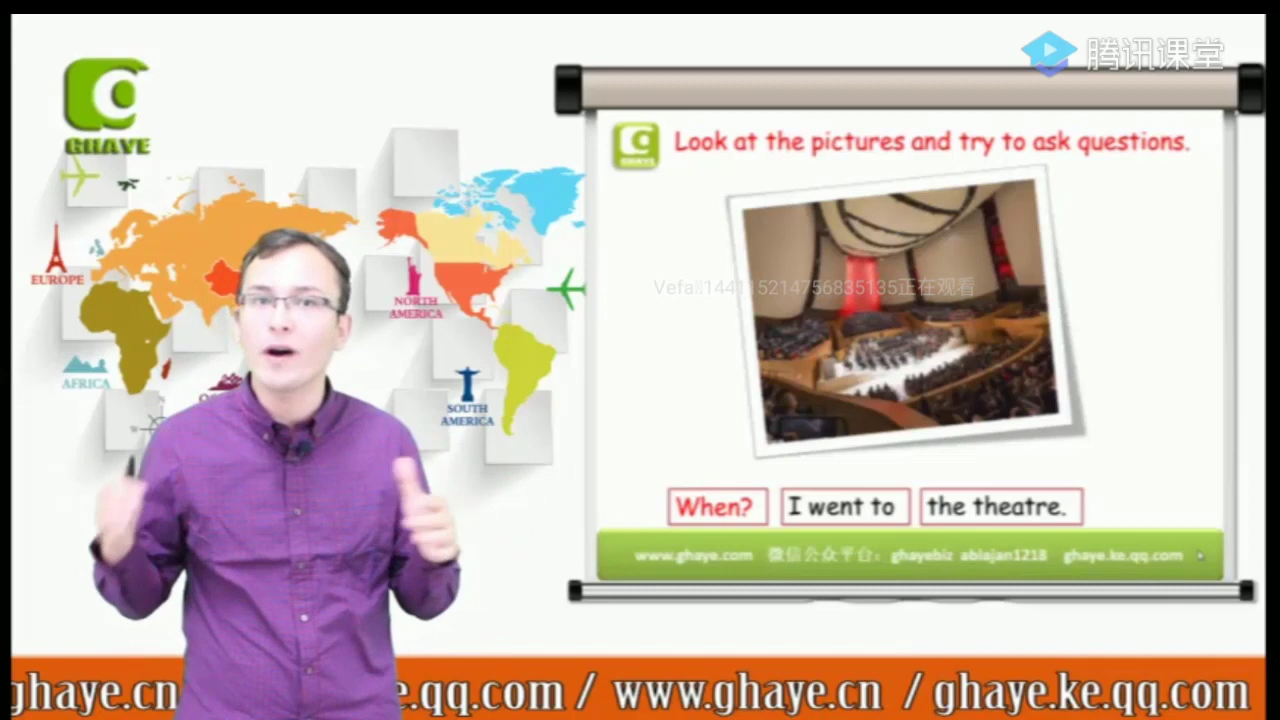 腾讯课堂
GHAYE
GHAYE
Look at the pictures and try to ask questions.
EUROPE
NORTH
AMERICA
AFRICA
SOUTH
AMERICA
W
When? I went to the theatre.
www.ghaye.com 微信公众平台: ghayebiz ablajan1218 ghaye.ke.qq.com
ghaye.cn e.qq.com / www.ghaye.cn / ghaye.ke.qq.com